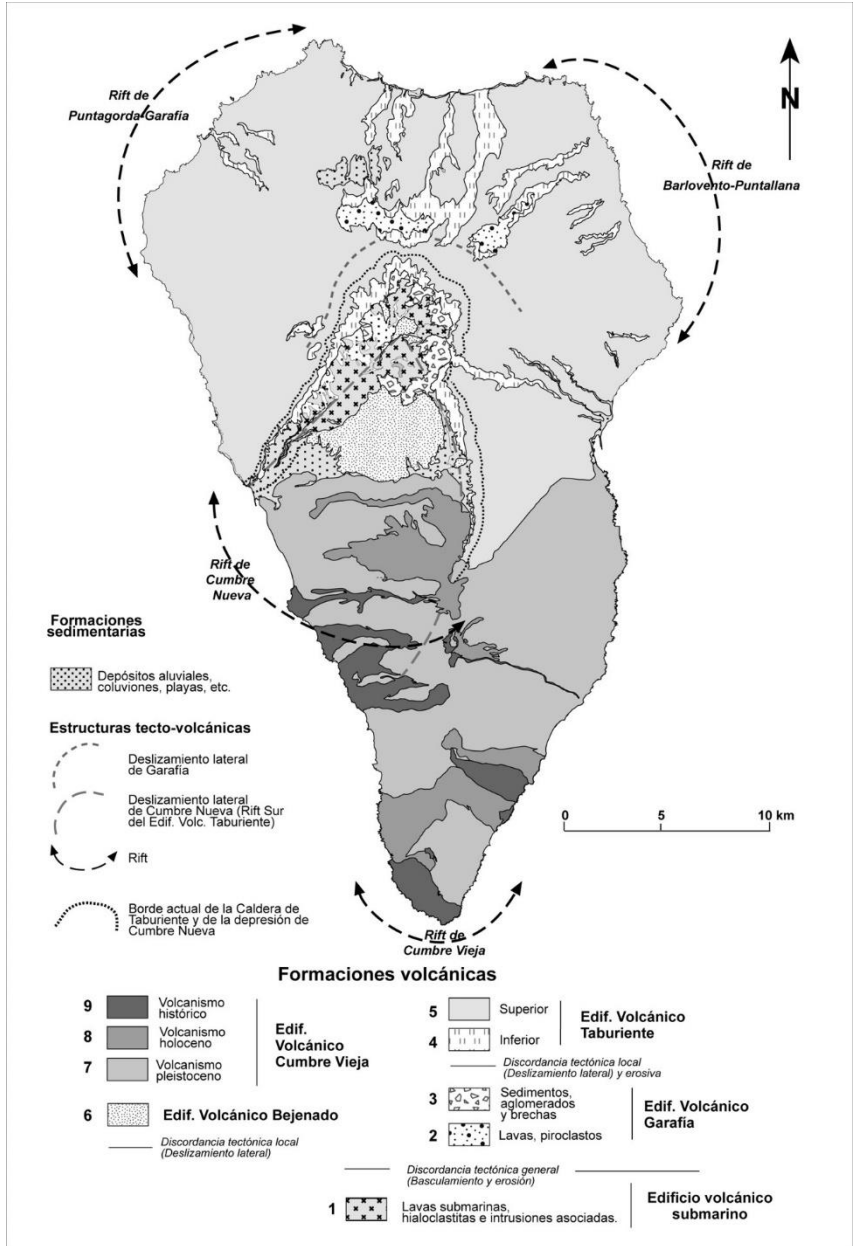 Rift de
Puntagorda-Garafía
N
Rift de
Barlovento-Puntallana
Rift de
Cumbre
Nueva
Formaciones
sedimentarias
Depósitos aluviales,
coluviones, playas, etc.
Estructuras tecto-volcánicas
Deslizamiento lateral
de Garafía
Deslizamiento lateral
de Cumbre Nueva (Rift Sur
del Edif. Volc. Taburiente)
Rift
Borde actual de la Caldera de
Taburiente y de la depresión de
Cumbre Nueva
0 5 10 km
Rift de
Cumbre Vieja
Formaciones volcánicas
9 Volcanismo
histórico
8 Volcanismo
holoceno
7 Volcanismo
pleistoceno
Edif.
Volcánico
Cumbre Vieja
6 Edif. Volcánico Bejenado
Discordancia tectónica local
(Deslizamiento lateral)
5 Superior
4 Inferior
Edif. Volcánico
Taburiente
Discordancia tectónica local
(Deslizamiento lateral) y erosiva
3 Sedimentos,
aglomerados
y brechas
2 Lavas, piroclastos
Edif. Volcánico
Garafía
Discordancia tectónica general
(Basculamiento y erosión)
1 Lavas submarinas,
hialoclastitas e intrusiones asociadas.
Edificio volcánico
submarino